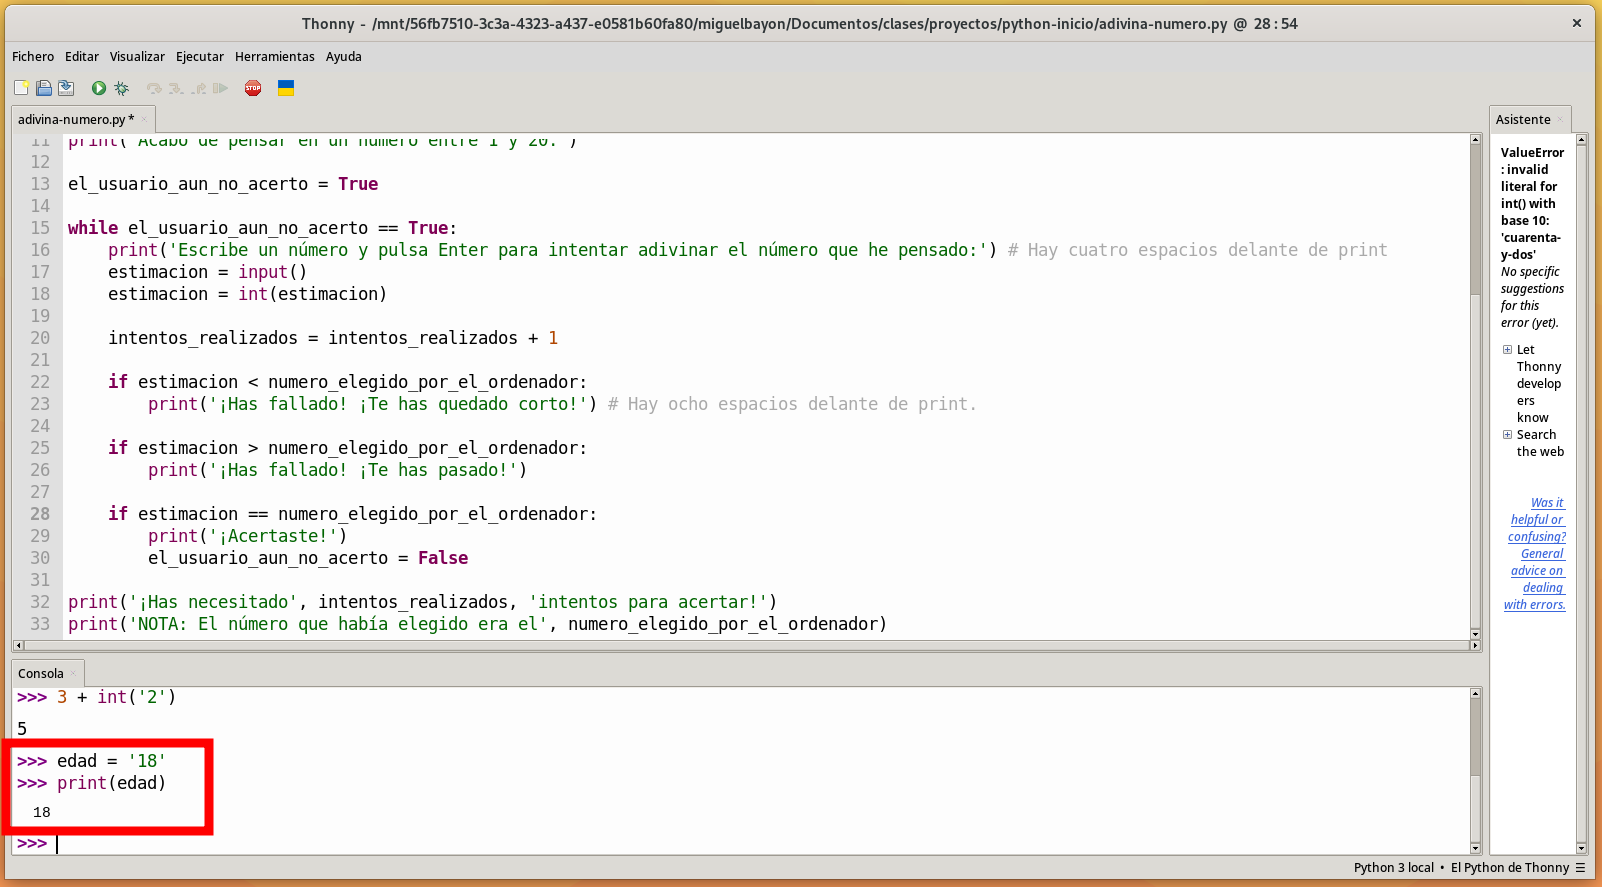 Thonny - /mnt/56fb7510-3c3a-4323-a437-e0581b60fa80/miguelbayon/Documentos/clases/proyectos/python-inicio/adivina-numero.py @ 28 : 54
Fichero Editar Visualizar Ejecutar Herramientas Ayuda
STOP
adivina-numero.py *
11 print('Acabo de pensar en un número entre 1 y 20.')
12
13 el_usuario_aun_no_acerto = True
14
15 while el_usuario_aun_no_acerto == True:
16     print('Escribe un número y pulsa Enter para intentar adivinar el número que he pensado:') # Hay cuatro espacios delante de print
17     estimacion = input()
18     estimacion = int(estimacion)
19
20     intentos_realizados = intentos_realizados + 1
21
22     if estimacion < numero_elegido_por_el_ordenador:
23         print('¡Has fallado! ¡Te has quedado corto!') # Hay ocho espacios delante de print.
24
25     if estimacion > numero_elegido_por_el_ordenador:
26         print('¡Has fallado! ¡Te has pasado!')
27
28     if estimacion == numero_elegido_por_el_ordenador:
29         print('¡Acertaste!')
30         el_usuario_aun_no_acerto = False
31
32 print('¡Has necesitado', intentos_realizados, 'intentos para acertar!')
33 print('NOTA: El número que había elegido era el', numero_elegido_por_el_ordenador)
Asistente
ValueError
: invalid
literal for
int() with
base 10:
'cuarenta-
y-dos'
No specific
suggestions
for this
error (yet).
Let
Thonny
develop
ers
know
Search
the web
Was it
helpful or
confusing?
General
advice on
dealing
with errors.
Consola
>>> 3 + int('2')
5
>>> edad = '18'
>>> print(edad)
18
>>>
Python 3 local • El Python de Thonny ☰